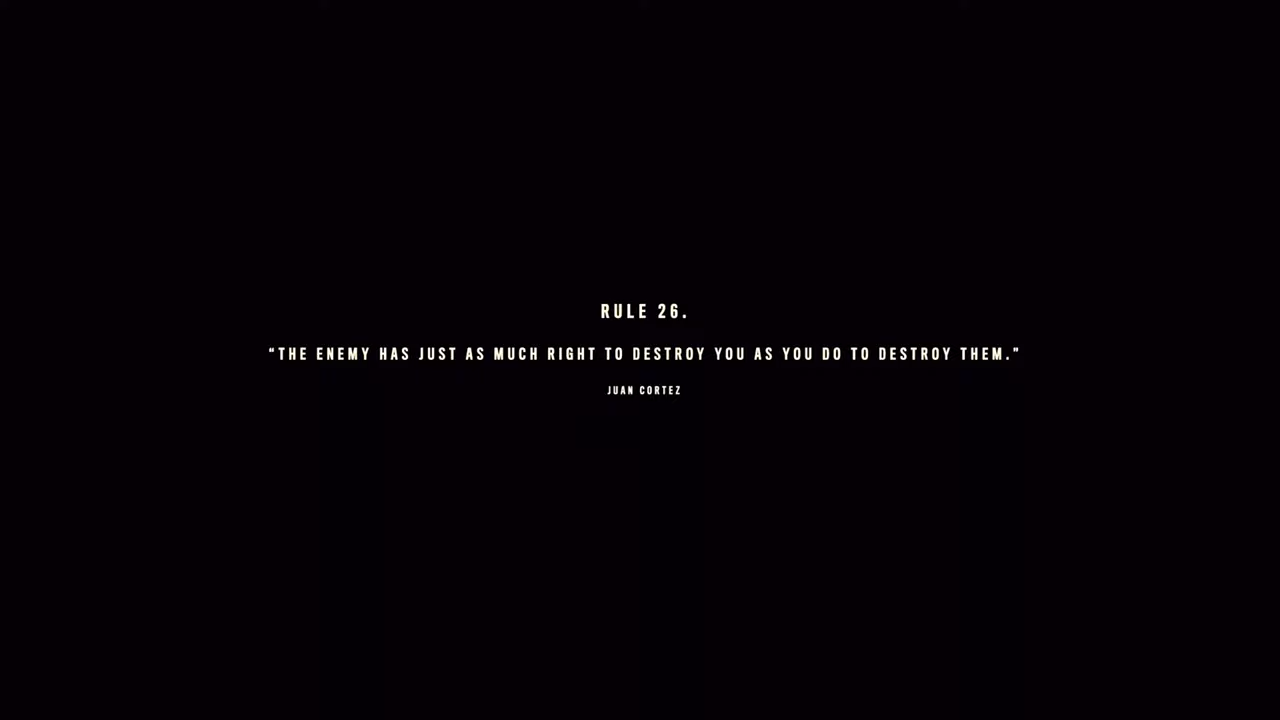 RULE 26.
“THE ENEMY HAS JUST AS MUCH RIGHT TO DESTROY YOU AS YOU DO TO DESTROY THEM.”
JUAN CORTEZ